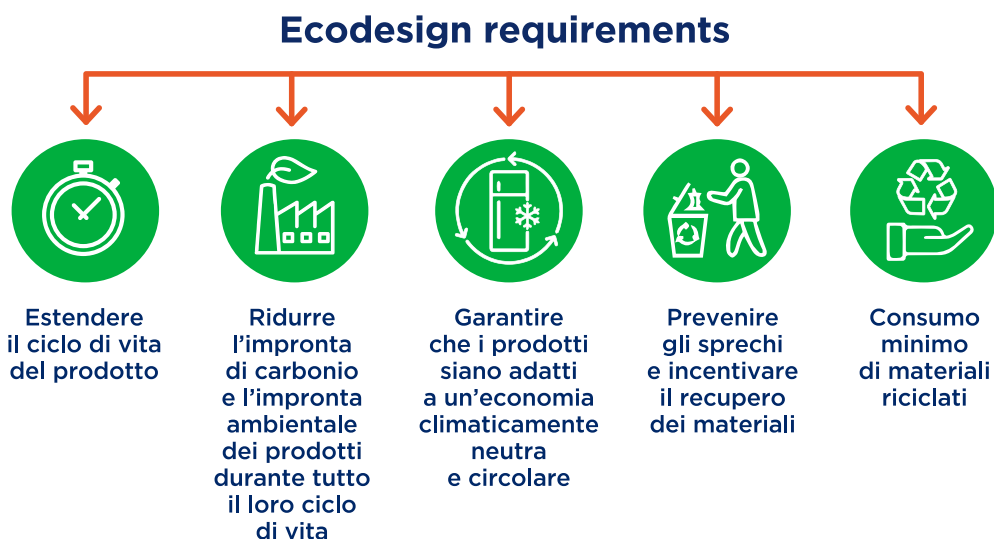 Ecodesign requirements
Estendere
il ciclo di vita
del prodotto
Ridurre
l'impronta
di carbonio
e l'impronta
ambientale
dei prodotti
durante tutto
il loro ciclo
di vita
Garantire
che i prodotti
siano adatti
a un'economia
climaticamente
neutra
e circolare
Prevenire
gli sprechi
e incentivare
il recupero
dei materiali
Consumo
minimo
di materiali
riciclati